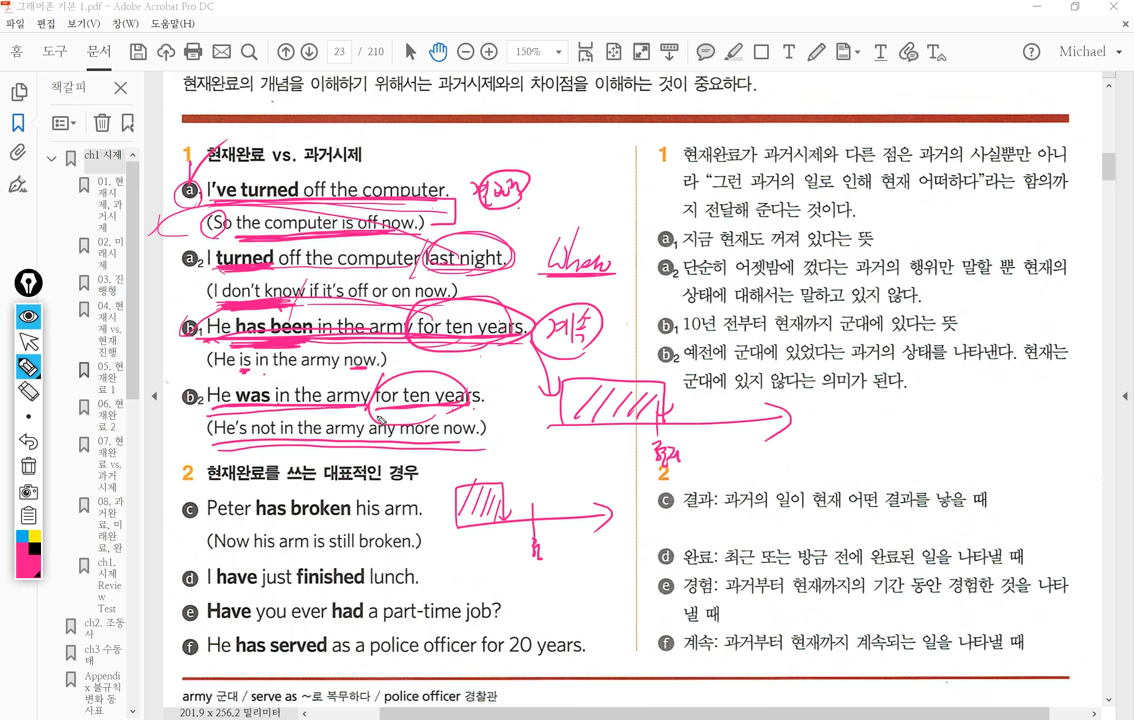 그래머존 기본 1.pdf - Adobe Acrobat Pro DC
파일 편집 보기(V) 창(W) 도움말(H)
홈 도구 문서 23 / 210 150% Michael
책갈피
ch1 시제
01. 현재시제, 과거시제
02. 미래시제
03. 진행형
04. 현재시제 vs. 현재진행
05. 현재완료 1
06. 현재완료 2
07. 현재완료 vs. 과거시제
08. 과거완료, 미래완료, 완
ch1. 시제 Review Test
ch2. 조동사
ch3 수동태
Appendix 불규칙 변화 동사표
현재완료의 개념을 이해하기 위해서는 과거시제와의 차이점을 이해하는 것이 중요하다.
1 현재완료 vs. 과거시제
a1 I've turned off the computer.
(So the computer is off now.)
a2 I turned off the computer last night.
When
(I don't know if it's off or on now.)
b1 He has been in the army for ten years.
계속
(He is in the army now.)
b2 He was in the army for ten years.
(He's not in the army any more now.)
2 현재완료를 쓰는 대표적인 경우
c Peter has broken his arm.
(Now his arm is still broken.)
d I have just finished lunch.
e Have you ever had a part-time job?
f He has served as a police officer for 20 years.
1 현재완료가 과거시제와 다른 점은 과거의 사실뿐만 아니
라 “그런 과거의 일로 인해 현재 어떠하다”라는 함의까
지 전달해 준다는 것이다.
a1 지금 현재도 꺼져 있다는 뜻
a2 단순히 어젯밤에 껐다는 과거의 행위만 말할 뿐 현재의
상태에 대해서는 말하고 있지 않다.
b1 10년 전부터 현재까지 군대에 있다는 뜻
b2 예전에 군대에 있었다는 과거의 상태를 나타낸다. 현재는
군대에 있지 않다는 의미가 된다.
현재
2
c 결과: 과거의 일이 현재 어떤 결과를 낳을 때
현
d 완료: 최근 또는 방금 전에 완료된 일을 나타낼 때
e 경험: 과거부터 현재까지의 기간 동안 경험한 것을 나타
낼 때
f 계속: 과거부터 현재까지 계속되는 일을 나타낼 때
army 군대 / serve as ~로 복무하다 / police officer 경찰관
201.9 x 256.2 밀리미터